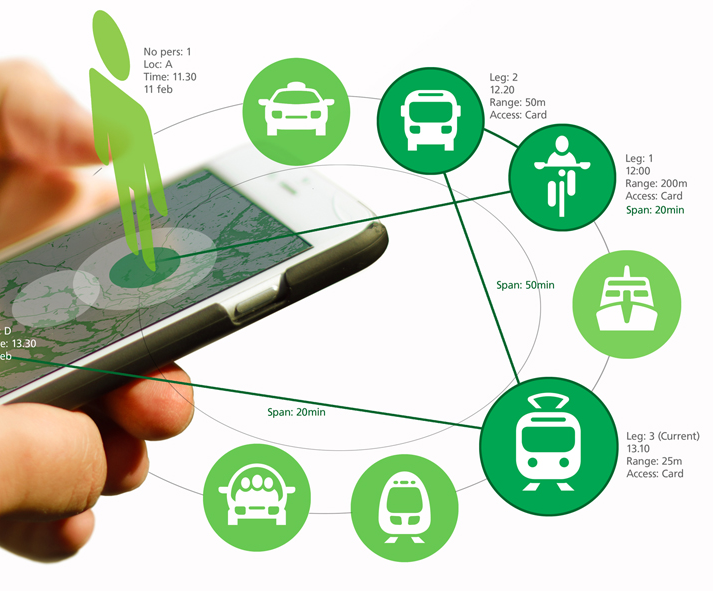 No pers: 1
Loc: A
Time: 11.30
11 feb
Leg: 2
12.20
Range: 50m
Access: Card
Leg: 1
12:00
Range: 200m
Access: Card
Span: 20min
Span: 50min
: D
e: 13.30
eb
Span: 20min
Leg: 3 (Current)
13.10
Range: 25m
Access: Card